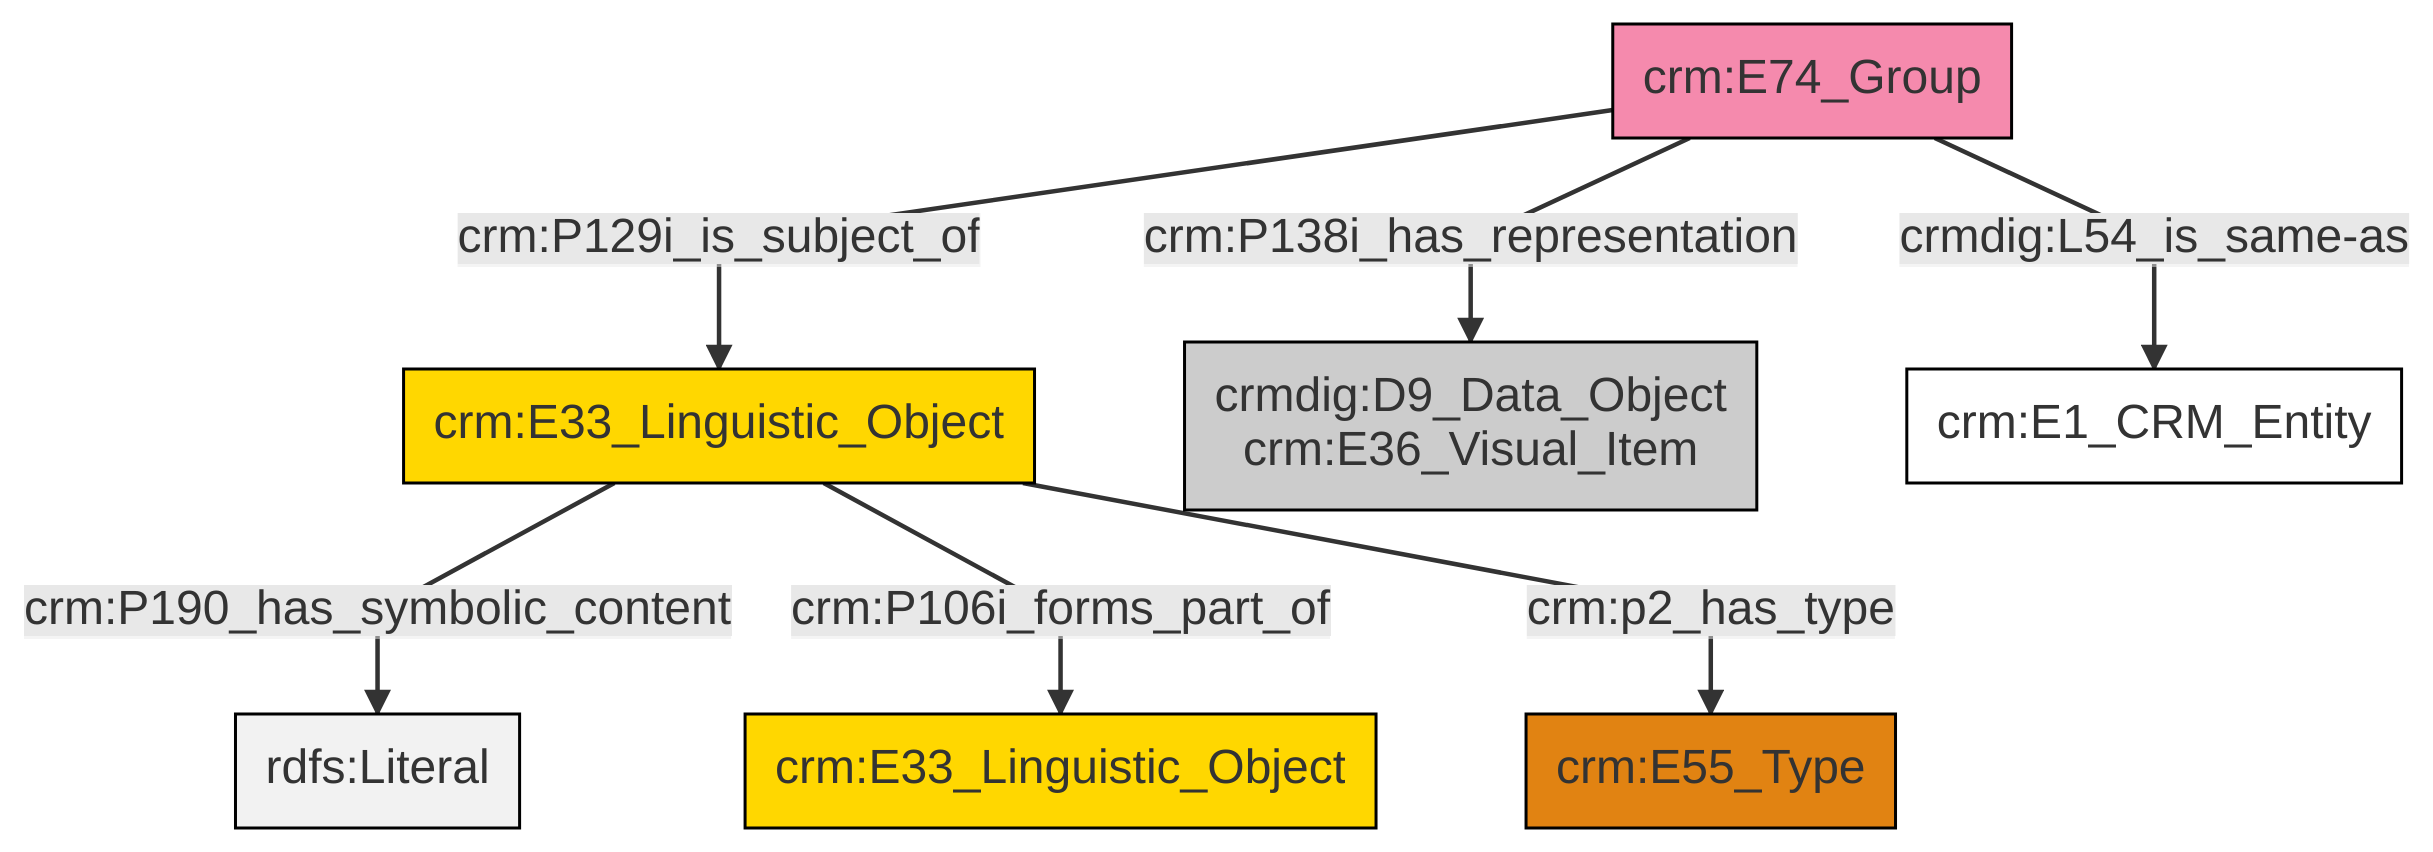 crm:E74_Group
crm:P129i_is_subject_of
crm:P138i_has_representation
crmdig:L54_is_same-as
crm:E33_Linguistic_Object
crmdig:D9_Data_Object
crm:E36_Visual_Item
crm:E1_CRM_Entity
crm:P190_has_symbolic_content
crm:P106i_forms_part_of
crm:p2_has_type
rdfs:Literal
crm:E33_Linguistic_Object
crm:E55_Type